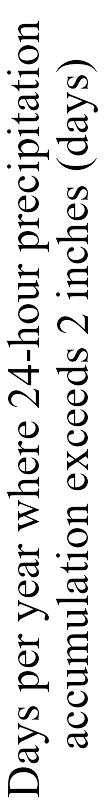 Days per year where 24-hour precipitation
accumulation exceeds 2 inches (days)